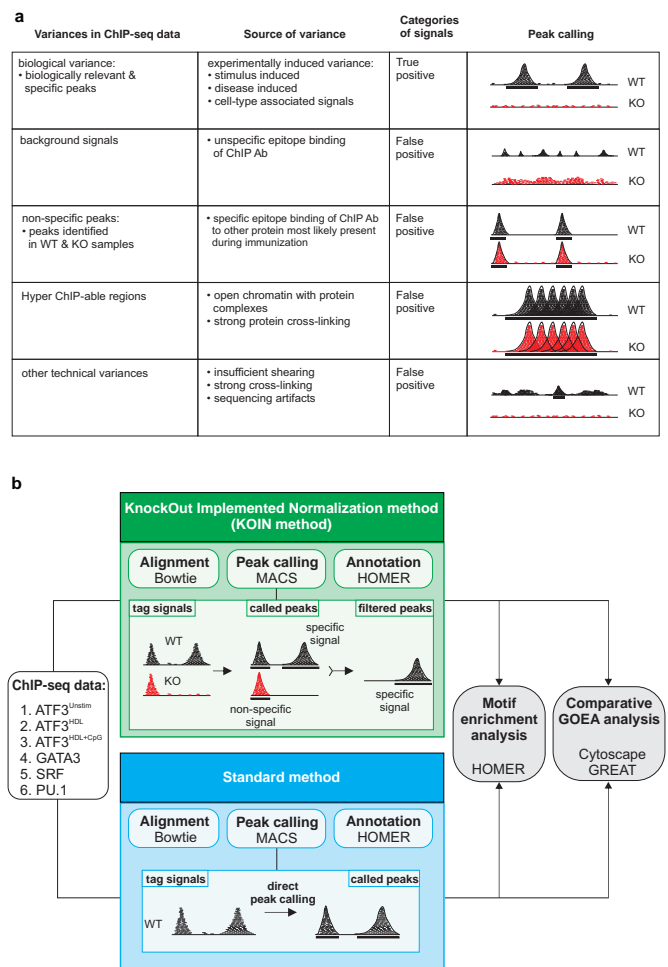 a
Variances in ChIP-seq data
Source of variance
Categories
of signals
Peak calling
biological variance:
• biologically relevant &
specific peaks
experimentally induced variance:
• stimulus induced
• disease induced
• cell-type associated signals
True
positive
WT
KO
background signals
• unspecific epitope binding
of ChIP Ab
False
positive
WT
KO
non-specific peaks:
• peaks identified
in WT & KO samples
• specific epitope binding of ChIP Ab
to other protein most likely present
during immunization
False
positive
WT
KO
Hyper ChIP-able regions
• open chromatin with protein
complexes
• strong protein cross-linking
False
positive
WT
KO
other technical variances
• insufficient shearing
• strong cross-linking
• sequencing artifacts
False
positive
WT
KO
b
KnockOut Implemented Normalization method
(KOIN method)
Alignment
Bowtie
Peak calling
MACS
Annotation
HOMER
tag signals
called peaks
filtered peaks
WT
KO
specific
signal
non-specific
signal
specific
signal
ChIP-seq data:
1. ATF3Unstim
2. ATF3HDL
3. ATF3HDL+CpG
4. GATA3
5. SRF
6. PU.1
Motif
enrichment
analysis
HOMER
Comparative
GOEA analysis
Cytoscape
GREAT
Standard method
Alignment
Bowtie
Peak calling
MACS
Annotation
HOMER
tag signals
called peaks
direct
peak calling
WT